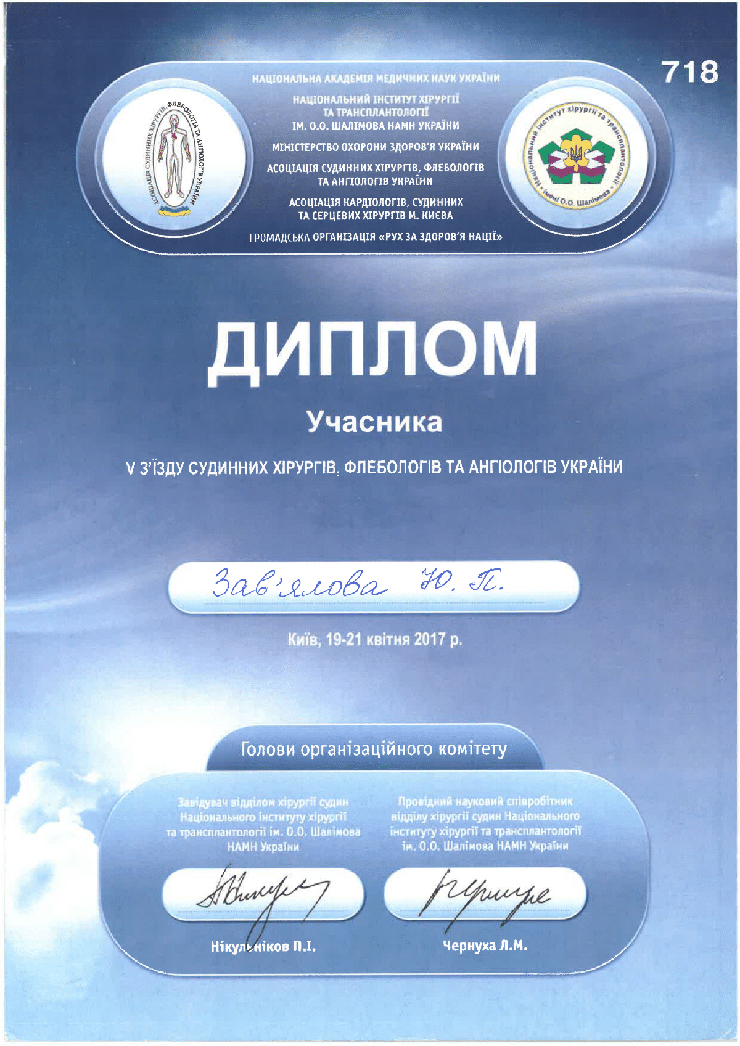 718
НАЦІОНАЛЬНА АКАДЕМІЯ МЕДИЧНИХ НАУК УКРАЇНИ
НАЦІОНАЛЬНИЙ ІНСТИТУТ ХІРУРГІЇ
ТА ТРАНСПЛАНТОЛОГІЇ
ІМ. О.О. ШАЛІМОВА НАМН УКРАЇНИ
МІНІСТЕРСТВО ОХОРОНИ ЗДОРОВ'Я УКРАЇНИ
АСОЦІАЦІЯ СУДИННИХ ХІРУРГІВ, ФЛЕБОЛОГІВ
ТА АНГІОЛОГІВ УКРАЇНИ
АСОЦІАЦІЯ КАРДІОЛОГІВ, СУДИННИХ
ТА СЕРЦЕВИХ ХІРУРГІВ М. КИЄВА
ГРОМАДСЬКА ОРГАНІЗАЦІЯ «РУХ ЗА ЗДОРОВ'Я НАЦІЇ»
АСОЦІАЦІЯ СУДИННИХ ХІРУРГІВ, ФЛЕБОЛОГІВ ТА АНГІОЛОГІВ УКРАЇНИ
Національний інститут хірургії та трансплантології
імені О.О. Шалімова
ДИПЛОМ
Учасника
V З'ЇЗДУ СУДИННИХ ХІРУРГІВ, ФЛЕБОЛОГІВ ТА АНГІОЛОГІВ УКРАЇНИ
Зав'ялова Ю. П.
Київ, 19-21 квітня 2017 р.
Голови організаційного комітету
Завідувач відділом хірургії судин
Національного інституту хірургії
та трансплантології ім. О.О. Шалімова
НАМН України
Провідний науковий співробітник
відділу хірургії судин Національного
інституту хірургії та трансплантології
ім. О.О. Шалімова НАМН України
Нікульніков П.І.
Чернуха Л.М.